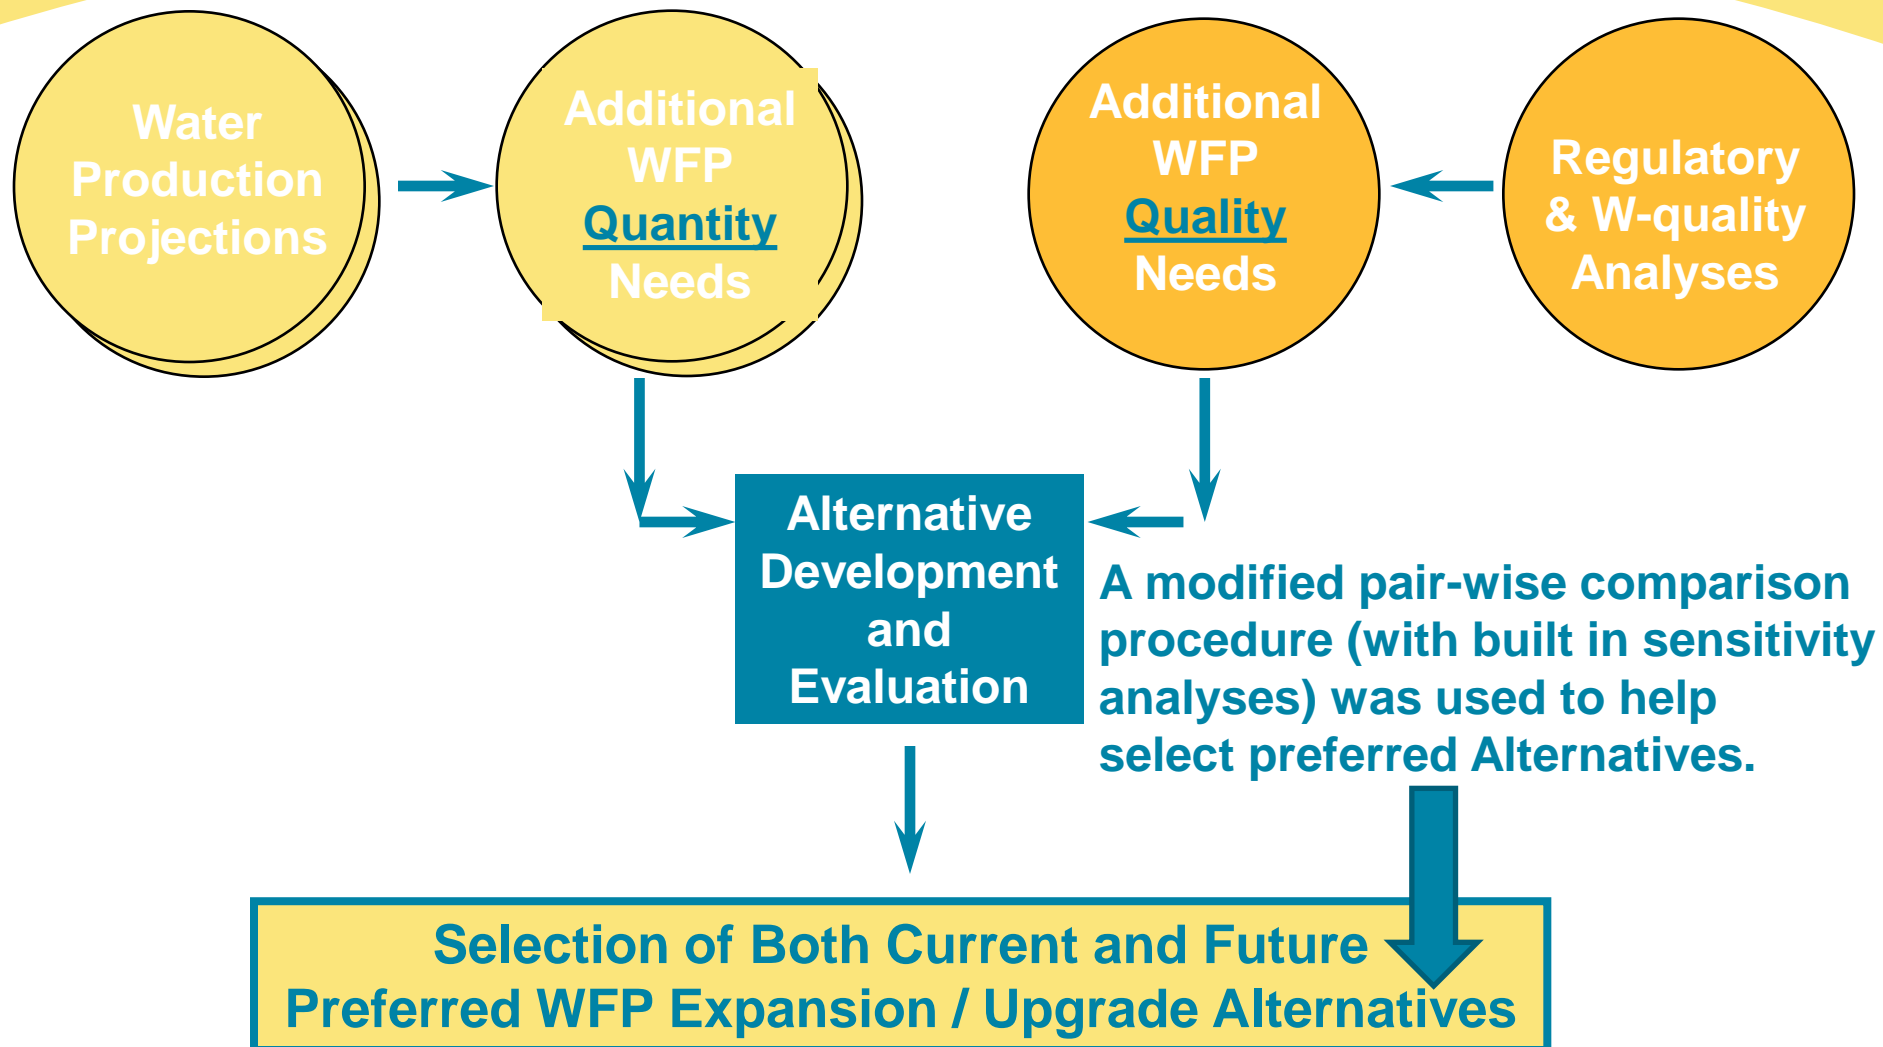 Water
Production
Projections
Additional
WFP
Quantity
Needs
Additional
WFP
Quality
Needs
Regulatory
& W-quality
Analyses
Alternative
Development
and
Evaluation
A modified pair-wise comparison
procedure (with built in sensitivity
analyses) was used to help
select preferred Alternatives.
Selection of Both Current and Future
Preferred WFP Expansion / Upgrade Alternatives